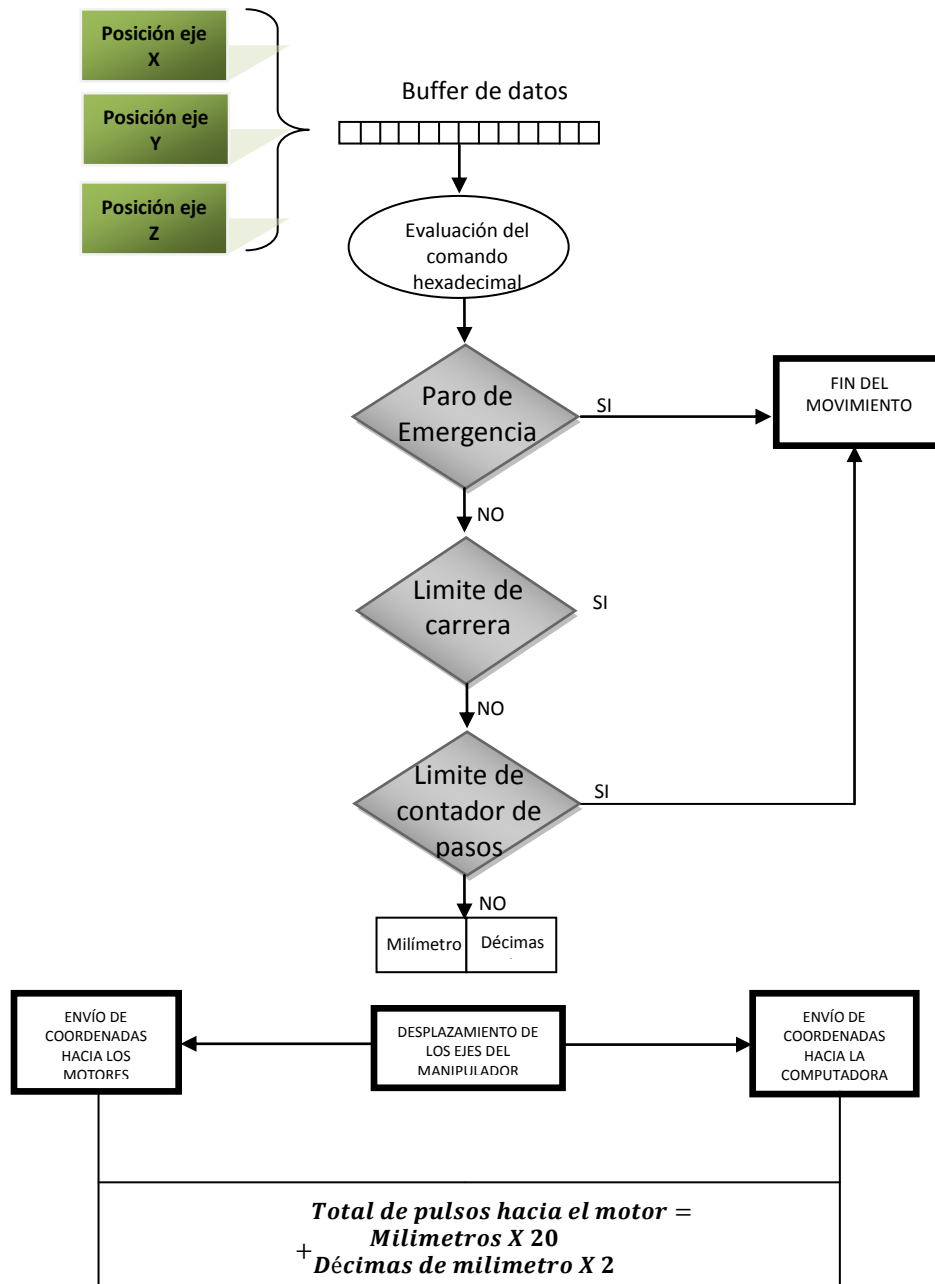 Posición eje
X
Posición eje
Y
Posición eje
Z
Buffer de datos
Evaluación del
comando
hexadecimal
Paro de
Emergencia
SI
FIN DEL
MOVIMIENTO
NO
Limite de
carrera
SI
NO
Limite de
contador de
pasos
SI
NO
Milímetro
Décimas
ENVÍO DE
COORDENADAS
HACIA LOS
MOTORES
DESPLAZAMIENTO DE
LOS EJES DEL
MANIPULADOR
ENVÍO DE
COORDENADAS
HACIA LA
COMPUTADORA
Total de pulsos hacia el motor =
Milimetros X 20
+
Décimas de milimetro X 2